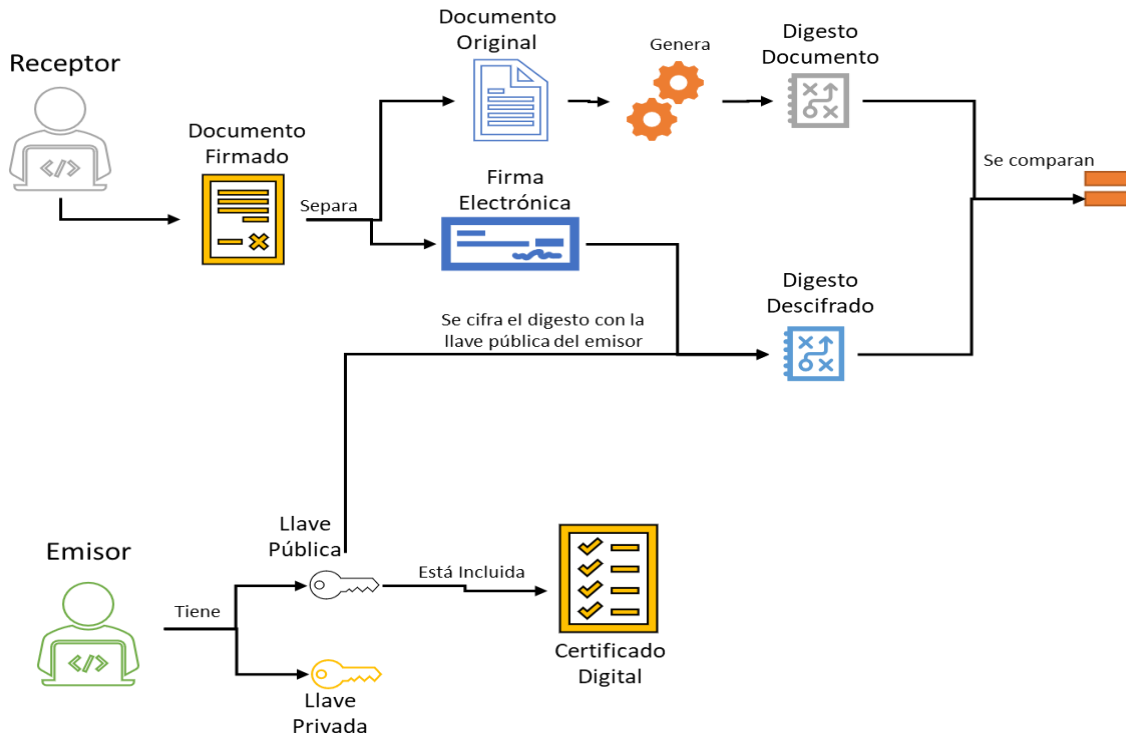 Receptor
Documento
Firmado
Separa
Documento
Original
Genera
Digesto
Documento
Firma
Electrónica
Se comparan
Digesto
Descifrado
Se cifra el digesto con la
llave pública del emisor
Emisor
Tiene
Llave
Pública
Está Incluida
Certificado
Digital
Llave
Privada